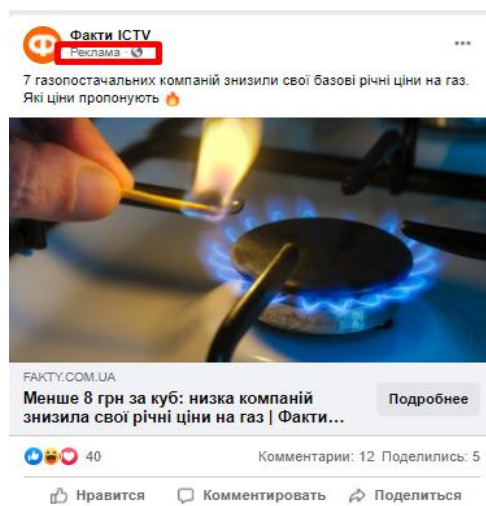 Факти ICTV
Реклама ·
7 газопостачальних компаній знизили свої базові річні ціни на газ.
Які ціни пропонують 🔥
FAKTY.COM.UA
Менше 8 грн за куб: низка компаній
знизила свої річні ціни на газ | Факти...
Подробнее
40
Комментарии: 12 Поделились: 5
Нравится
Комментировать
Поделиться